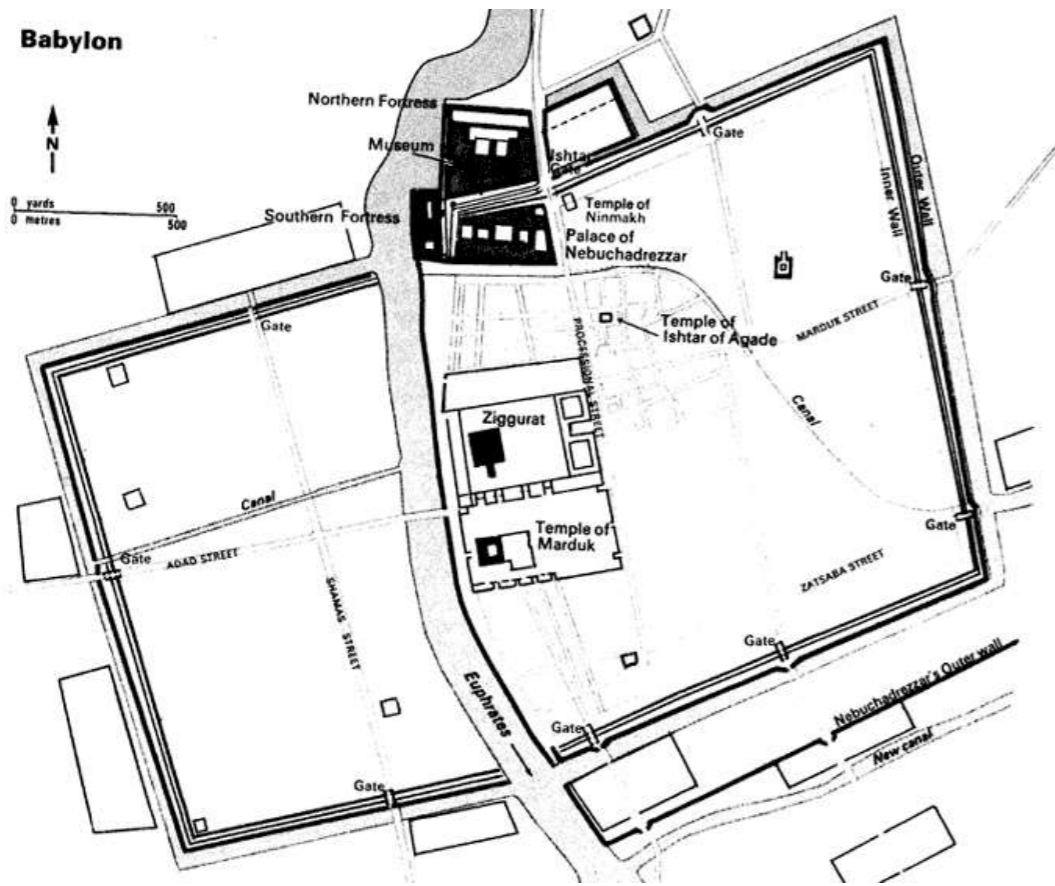 Babylon
N
0 yards 500
0 metres 500
Northern Fortress
Museum
Southern Fortress
Ishtar
Gate
Gate
Temple of
Ninmakh
Palace of
Nebuchadrezzar
Inner Wall
Outer Wall
Gate
MARDUK STREET
Temple of
Ishtar of Agade
PROCESSIONAL STREET
Canal
Gate
Ziggurat
Temple of
Marduk
Gate
Canal
Gate
ADAD STREET
SHAMAS STREET
ZATSABA STREET
Gate
Gate
Gate
Euphrates
Nebuchadrezzar's Outer wall
New canal